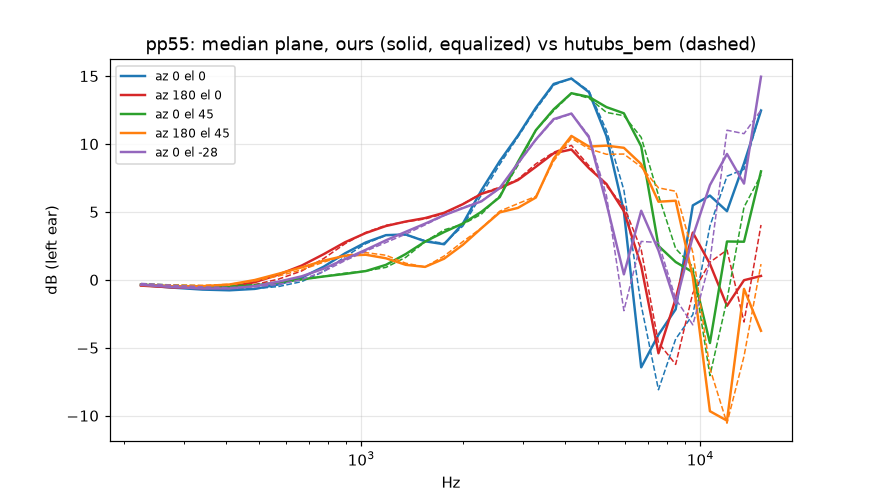 pp55: median plane, ours (solid, equalized) vs hutubs_bem (dashed)
az 0 el 0
az 180 el 0
az 0 el 45
az 180 el 45
az 0 el -28
15
10
5
0
−5
−10
dB (left ear)
10³
10⁴
Hz